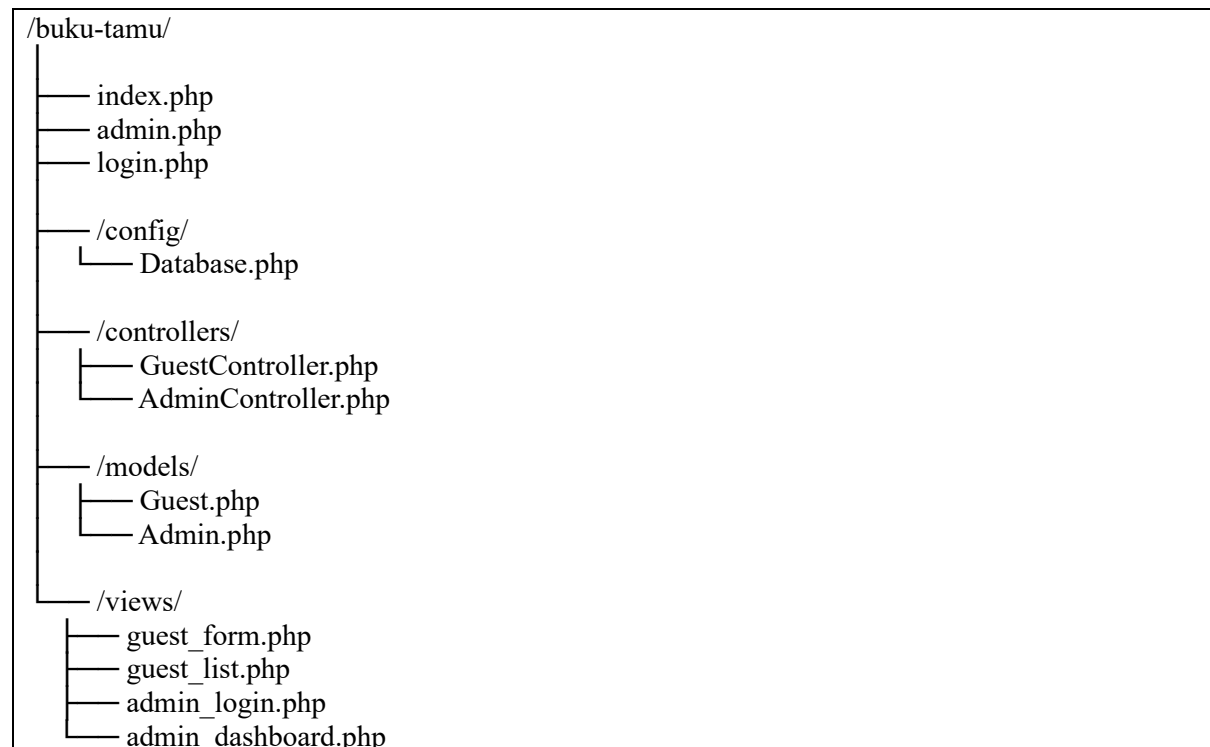 /buku-tamu/
index.php
admin.php
login.php
/config/
Database.php
/controllers/
GuestController.php
AdminController.php
/models/
Guest.php
Admin.php
/views/
guest_form.php
guest_list.php
admin_login.php
admin_dashboard.php